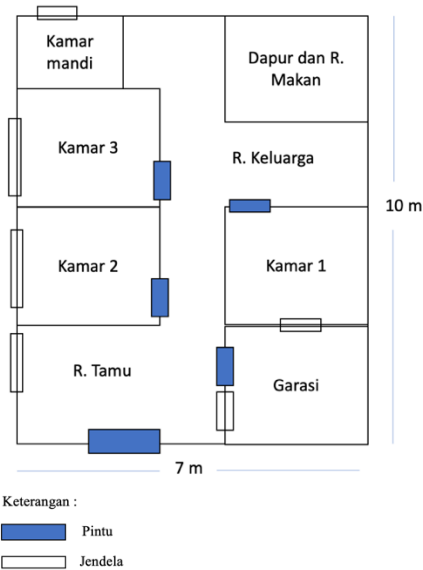 Kamar
mandi
Dapur dan R.
Makan
Kamar 3
R. Keluarga
10 m
Kamar 2
Kamar 1
R. Tamu
Garasi
7 m
Keterangan :
Pintu
Jendela